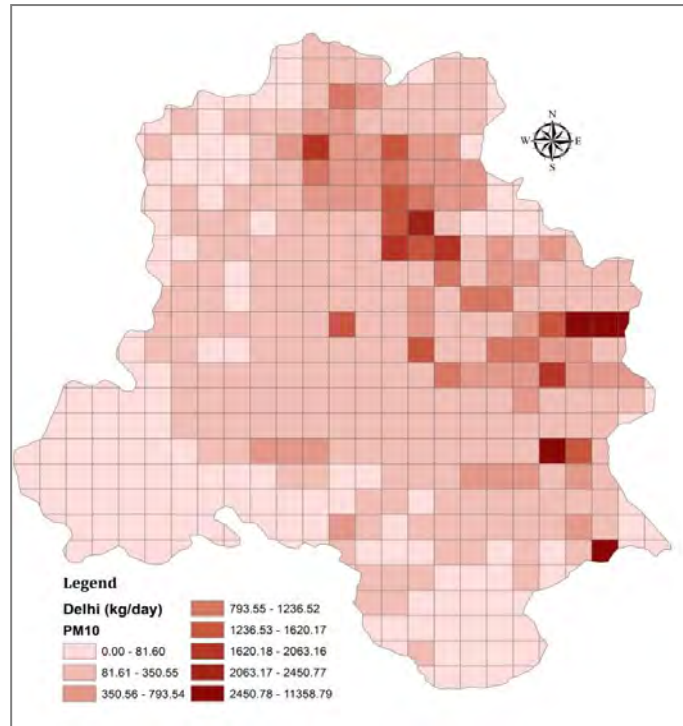 N
W E
S
Legend
Delhi (kg/day)
PM10
0.00 - 81.60
81.61 - 350.55
350.56 - 793.54
793.55 - 1236.52
1236.53 - 1620.17
1620.18 - 2063.16
2063.17 - 2450.77
2450.78 - 11358.79